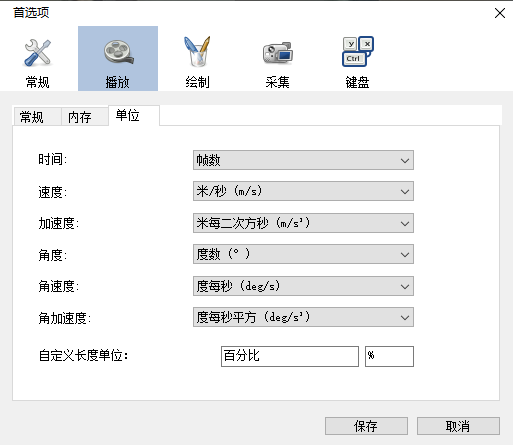 首选项
常规 播放 绘制 采集 键盘
y x
Ctrl
常规 内存 单位
时间: 帧数
速度: 米/秒 (m/s)
加速度: 米每二次方秒 (m/s²)
角度: 度数 (°)
角速度: 度每秒 (deg/s)
角加速度: 度每秒平方 (deg/s²)
自定义长度单位: 百分比 %
保存 取消